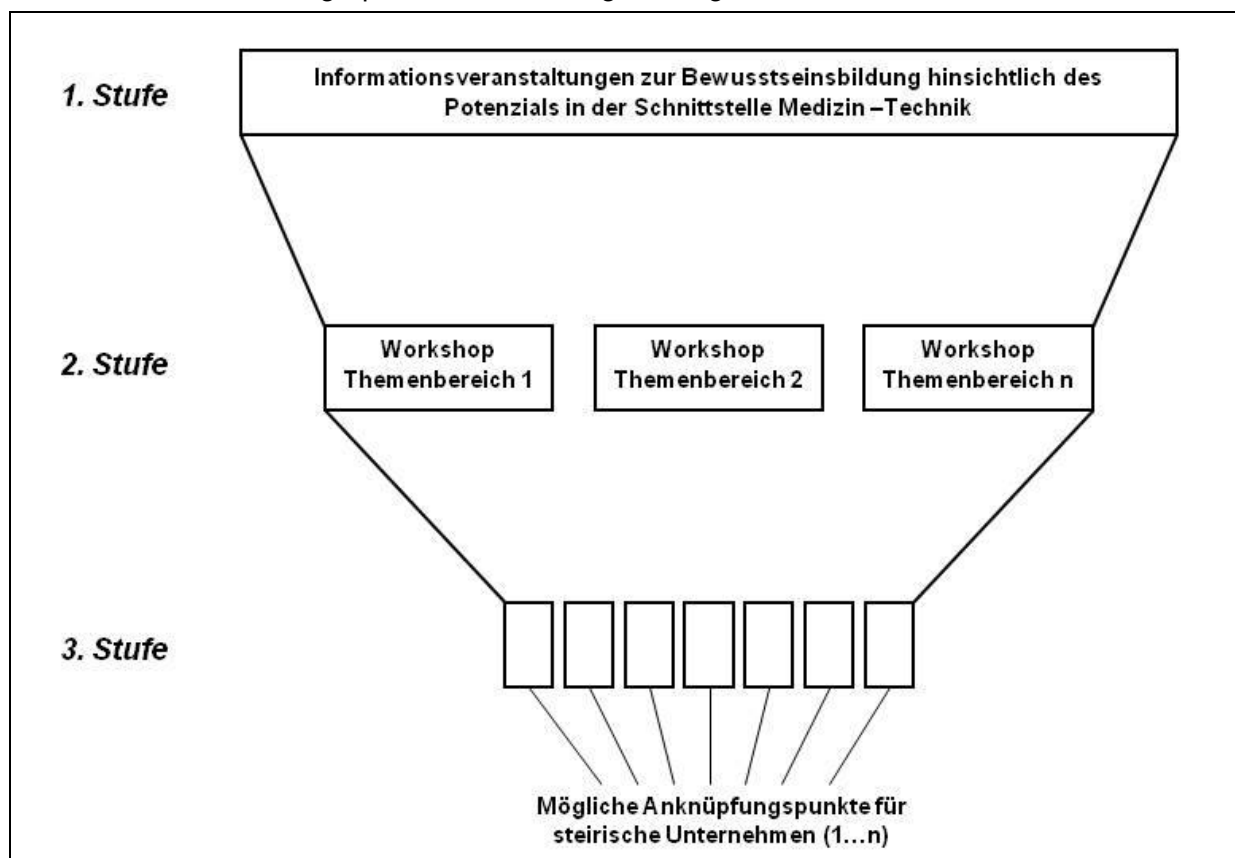 1. Stufe
Informationsveranstaltungen zur Bewusstseinsbildung hinsichtlich des
Potenzials in der Schnittstelle Medizin –Technik
2. Stufe
Workshop
Themenbereich 1
Workshop
Themenbereich 2
Workshop
Themenbereich n
3. Stufe
Mögliche Anknüpfungspunkte für
steirische Unternehmen (1...n)